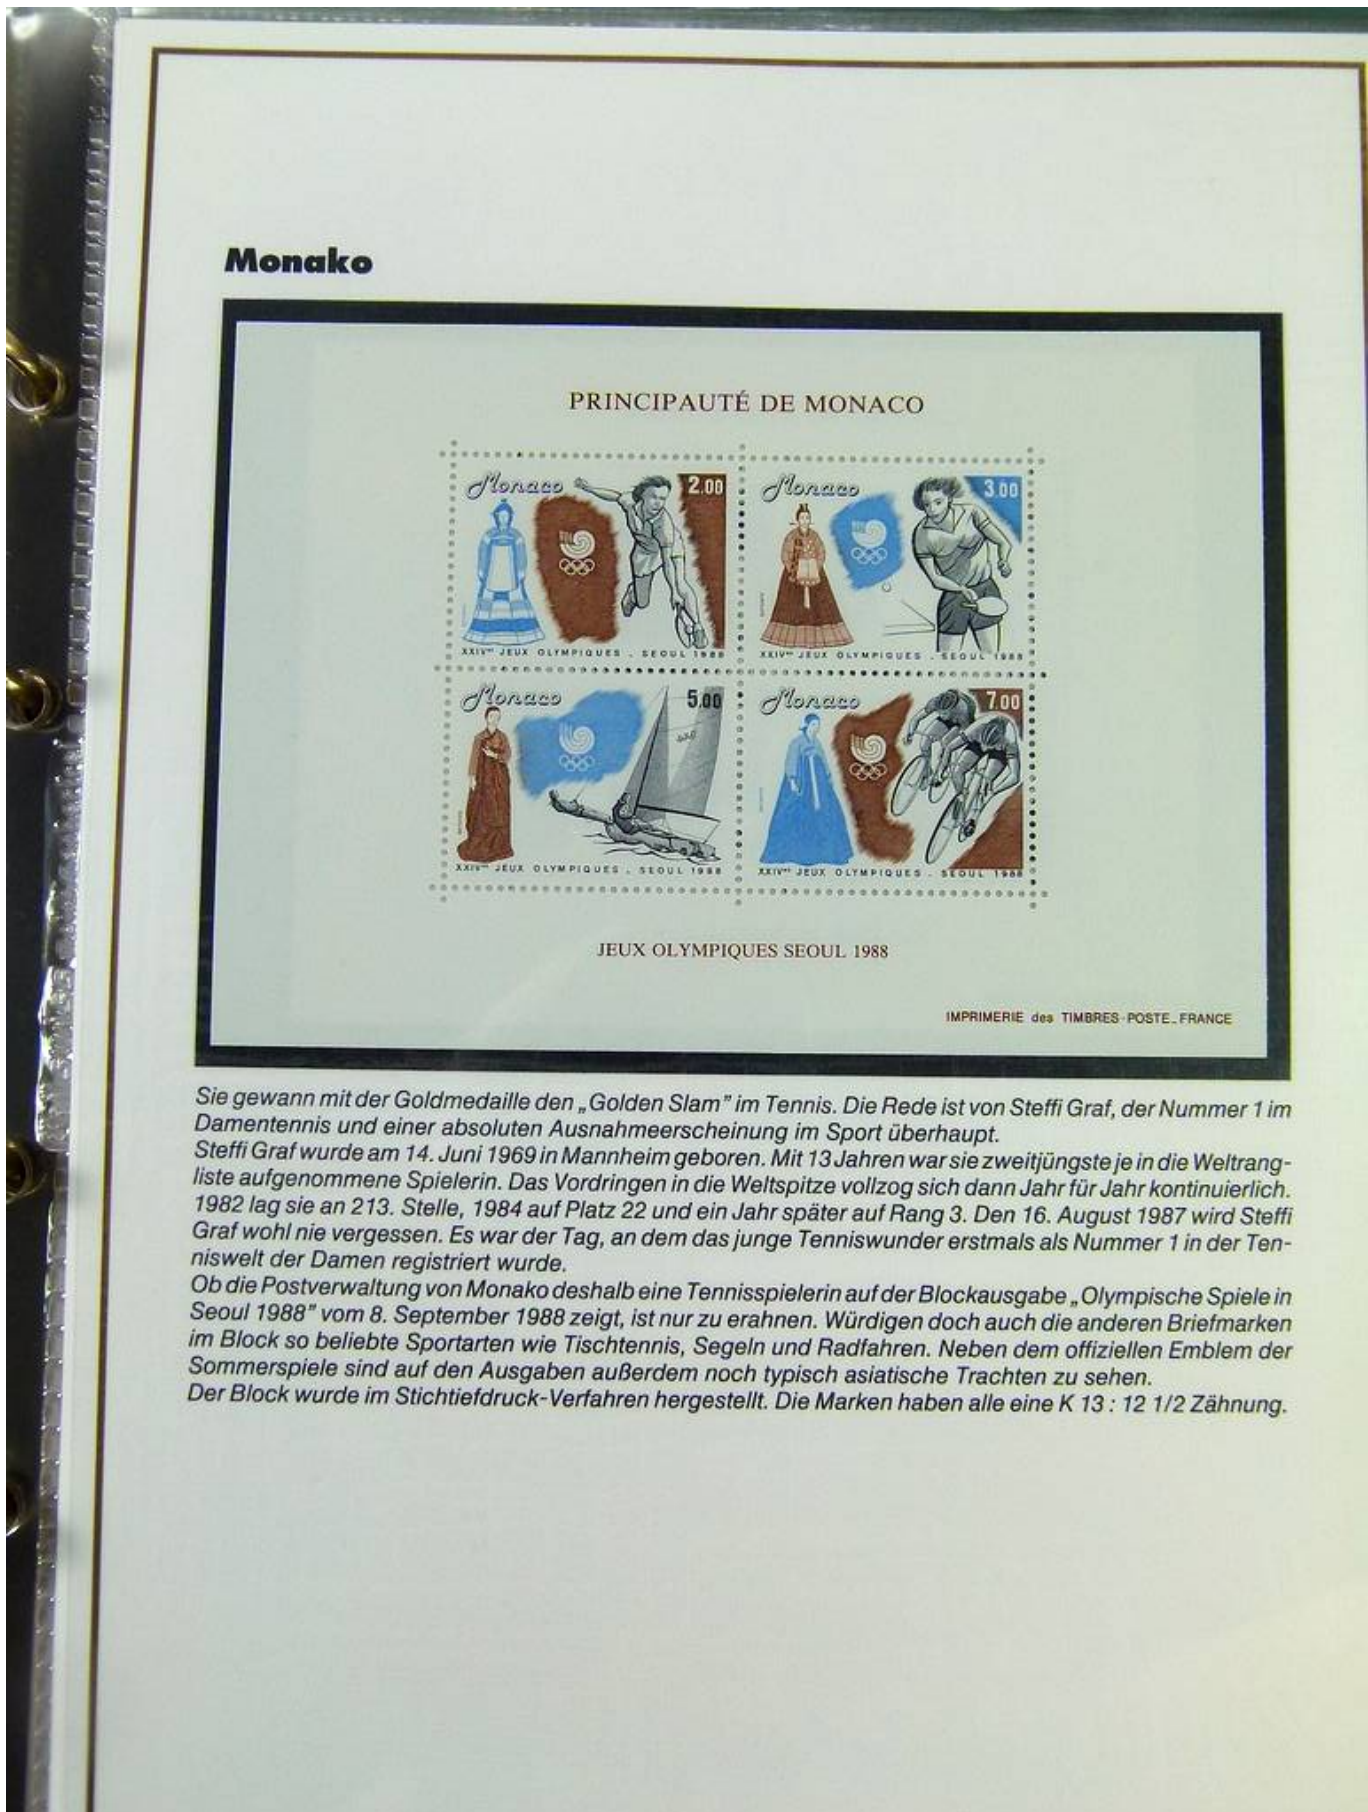 Monako
PRINCIPAUTÉ DE MONACO
Monaco 2.00
XXIVes JEUX OLYMPIQUES . SEOUL 1988
Monaco 3.00
XXIVes JEUX OLYMPIQUES . SEOUL 1988
Monaco 5.00
XXIVes JEUX OLYMPIQUES . SEOUL 1988
Monaco 7.00
XXIVes JEUX OLYMPIQUES . SEOUL 1988
JEUX OLYMPIQUES SEOUL 1988
IMPRIMERIE des TIMBRES-POSTE_FRANCE
Sie gewann mit der Goldmedaille den „Golden Slam” im Tennis. Die Rede ist von Steffi Graf, der Nummer 1 im
Damentennis und einer absoluten Ausnahmeerscheinung im Sport überhaupt.
Steffi Graf wurde am 14. Juni 1969 in Mannheim geboren. Mit 13 Jahren war sie zweitjüngste je in die Weltrang-
liste aufgenommene Spielerin. Das Vordringen in die Weltspitze vollzog sich dann Jahr für Jahr kontinuierlich.
1982 lag sie an 213. Stelle, 1984 auf Platz 22 und ein Jahr später auf Rang 3. Den 16. August 1987 wird Steffi
Graf wohl nie vergessen. Es war der Tag, an dem das junge Tenniswunder erstmals als Nummer 1 in der Ten-
niswelt der Damen registriert wurde.
Ob die Postverwaltung von Monako deshalb eine Tennisspielerin auf der Blockausgabe „Olympische Spiele in
Seoul 1988” vom 8. September 1988 zeigt, ist nur zu erahnen. Würdigen doch auch die anderen Briefmarken
im Block so beliebte Sportarten wie Tischtennis, Segeln und Radfahren. Neben dem offiziellen Emblem der
Sommerspiele sind auf den Ausgaben außerdem noch typisch asiatische Trachten zu sehen.
Der Block wurde im Stichtiefdruck-Verfahren hergestellt. Die Marken haben alle eine K 13 : 12 1/2 Zähnung.